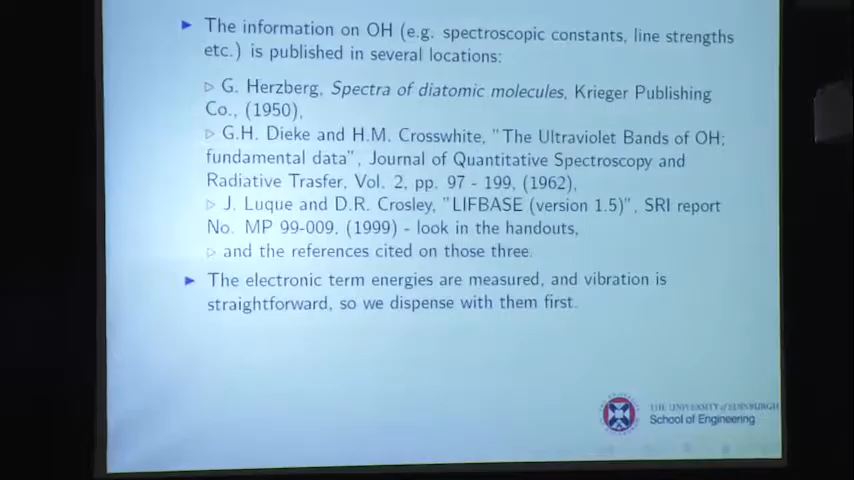 The information on OH (e.g. spectroscopic constants, line strengths
etc.) is published in several locations:
▷ G. Herzberg, Spectra of diatomic molecules, Krieger Publishing
Co., (1950),
▷ G.H. Dieke and H.M. Crosswhite, "The Ultraviolet Bands of OH;
fundamental data", Journal of Quantitative Spectroscopy and
Radiative Trasfer, Vol. 2, pp. 97 - 199, (1962),
▷ J. Luque and D.R. Crosley, "LIFBASE (version 1.5)", SRI report
No. MP 99-009, (1999) - look in the handouts,
▷ and the references cited on those three.
The electronic term energies are measured, and vibration is
straightforward, so we dispense with them first.
THE UNIVERSITY of EDINBURGH
School of Engineering